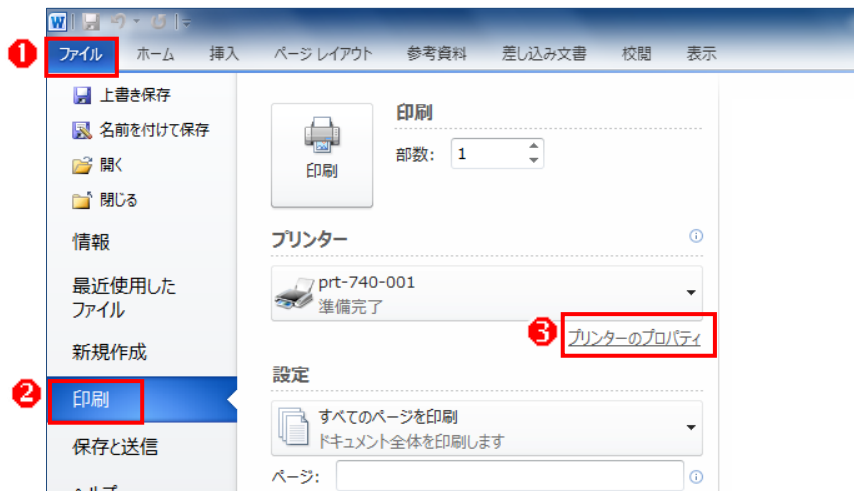 W
1
ファイル ホーム 挿入 ページ レイアウト 参考資料 差し込み文書 校閲 表示
上書き保存
名前を付けて保存
開く
閉じる
情報
最近使用した
ファイル
新規作成
2
印刷
保存と送信
ヘルプ
印刷
印刷
部数: 1
プリンター
prt-740-001
準備完了
3
プリンターのプロパティ
設定
すべてのページを印刷
ドキュメント全体を印刷します
ページ: